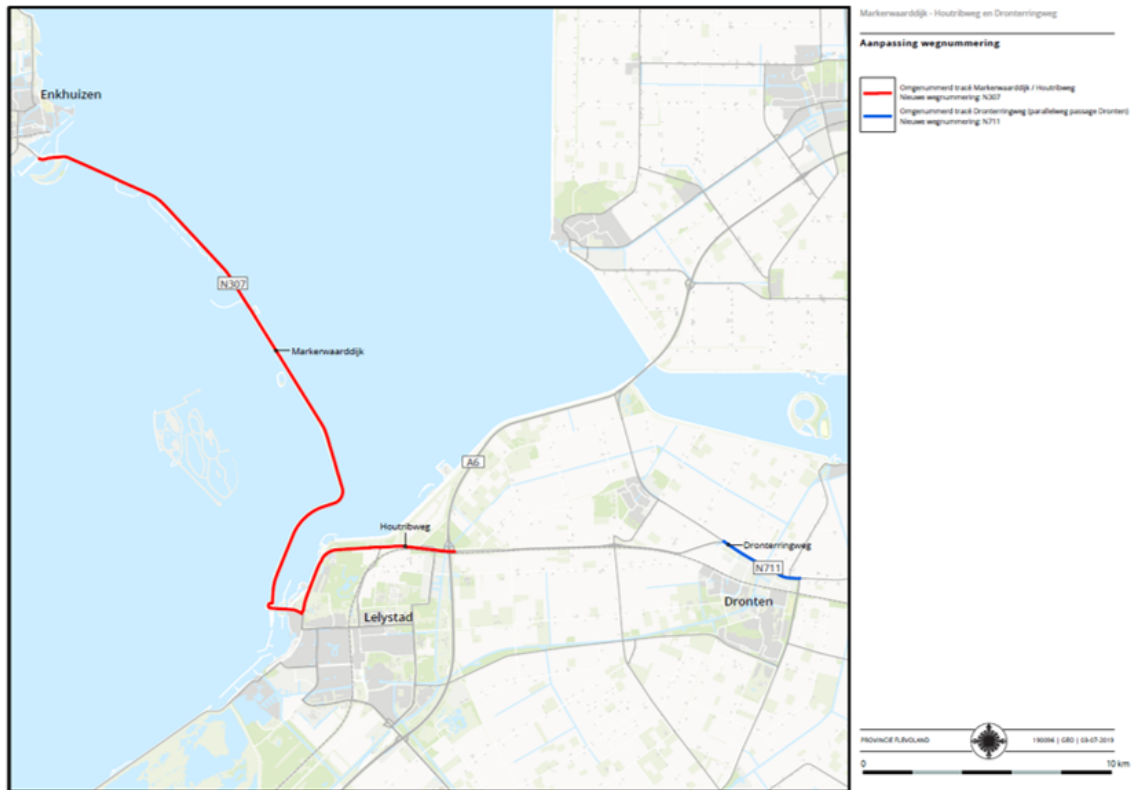 Markerwaarddijk - Houtribweg en Dronterringweg
Aanpassing wegnummering
Omgenummerd tracé Markerwaarddijk / Houtribweg
Nieuwe wegnummering: N307
Omgenummerd tracé Dronterringweg (parallelweg passage Dronten)
Nieuwe wegnummering: N711
Enkhuizen
N307
Markerwaarddijk
A6
Houtribweg
Dronterringweg
N711
Dronten
Lelystad
PROVINCIE FLEVOLAND
190096 | GEO | 03-07-2019
0 10 km